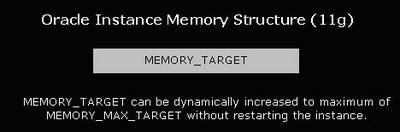 Oracle Instance Memory Structure (11g)
MEMORY_TARGET
MEMORY_TARGET can be dynamically increased to maximum of
MEMORY_MAX_TARGET without restarting the instance.